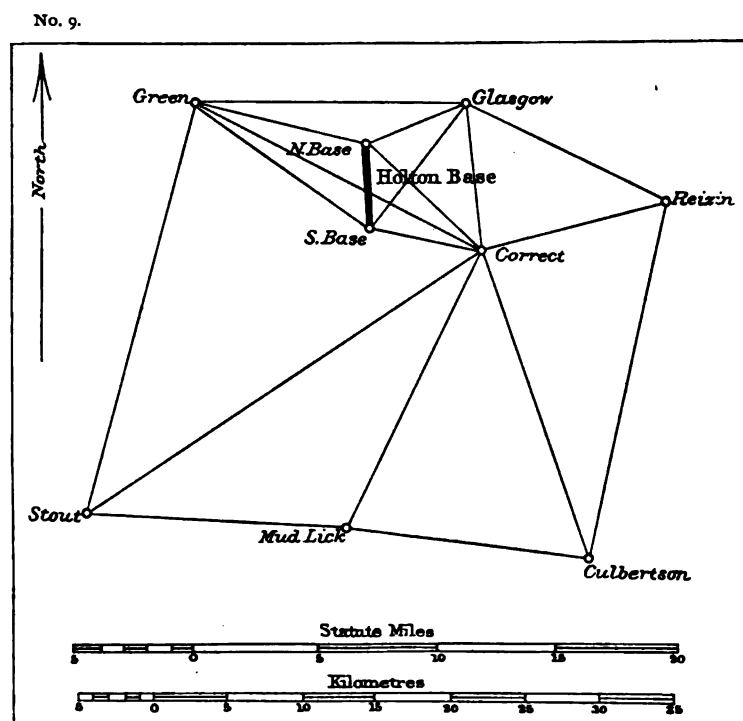 No. 9.
North
Green
Glasgow
N. Base
Holton Base
Reizin
S. Base
Correct
Stout
Mud Lick
Culbertson
Statute Miles
5 0 5 10 15 20
Kilometres
5 0 5 10 15 20 25 30 35